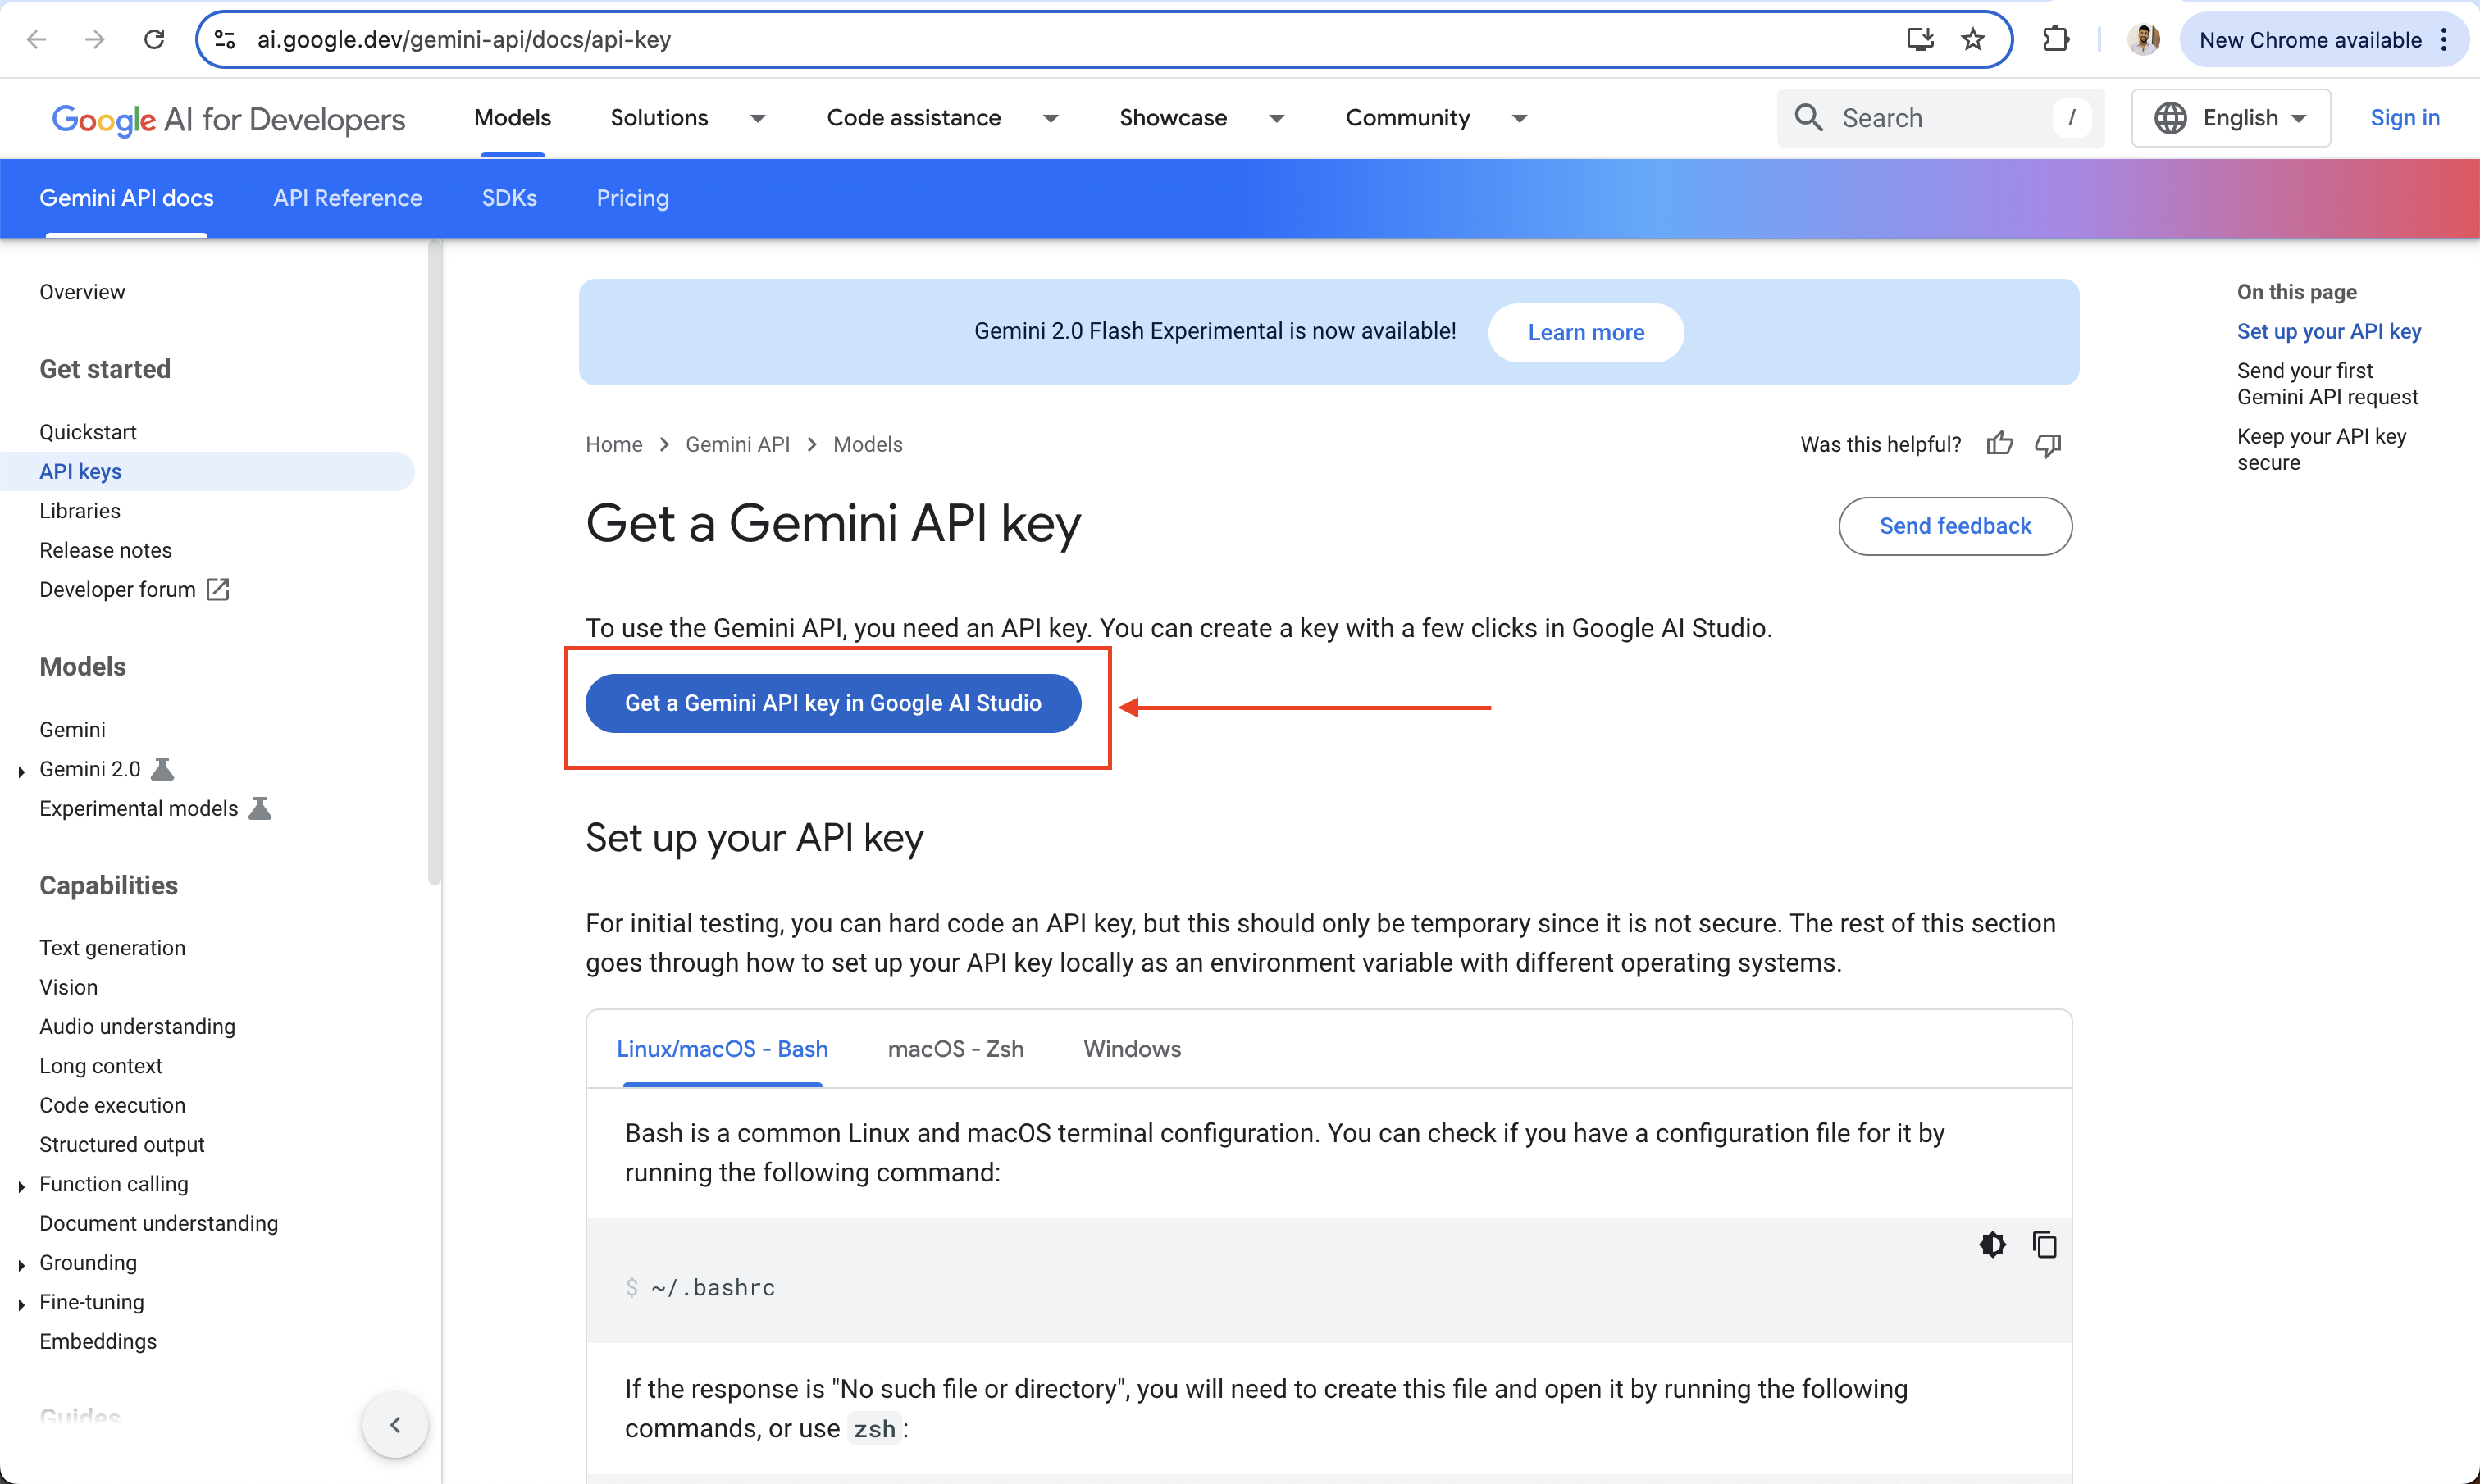 ai.google.dev/gemini-api/docs/api-key
New Chrome available
Google AI for Developers
Models
Solutions
Code assistance
Showcase
Community
Search
/
English
Sign in
Gemini API docs
API Reference
SDKs
Pricing
Overview
Get started
Quickstart
API keys
Libraries
Release notes
Developer forum
Models
Gemini
Gemini 2.0
Experimental models
Capabilities
Text generation
Vision
Audio understanding
Long context
Code execution
Structured output
Function calling
Document understanding
Grounding
Fine-tuning
Embeddings
Guides
Gemini 2.0 Flash Experimental is now available!
Learn more
Home > Gemini API > Models
Was this helpful?
Get a Gemini API key
Send feedback
To use the Gemini API, you need an API key. You can create a key with a few clicks in Google AI Studio.
Get a Gemini API key in Google AI Studio
Set up your API key
For initial testing, you can hard code an API key, but this should only be temporary since it is not secure. The rest of this section
goes through how to set up your API key locally as an environment variable with different operating systems.
Linux/macOS - Bash
macOS - Zsh
Windows
Bash is a common Linux and macOS terminal configuration. You can check if you have a configuration file for it by
running the following command:
$ ~/.bashrc
If the response is "No such file or directory", you will need to create this file and open it by running the following
commands, or use zsh:
On this page
Set up your API key
Send your first
Gemini API request
Keep your API key
secure